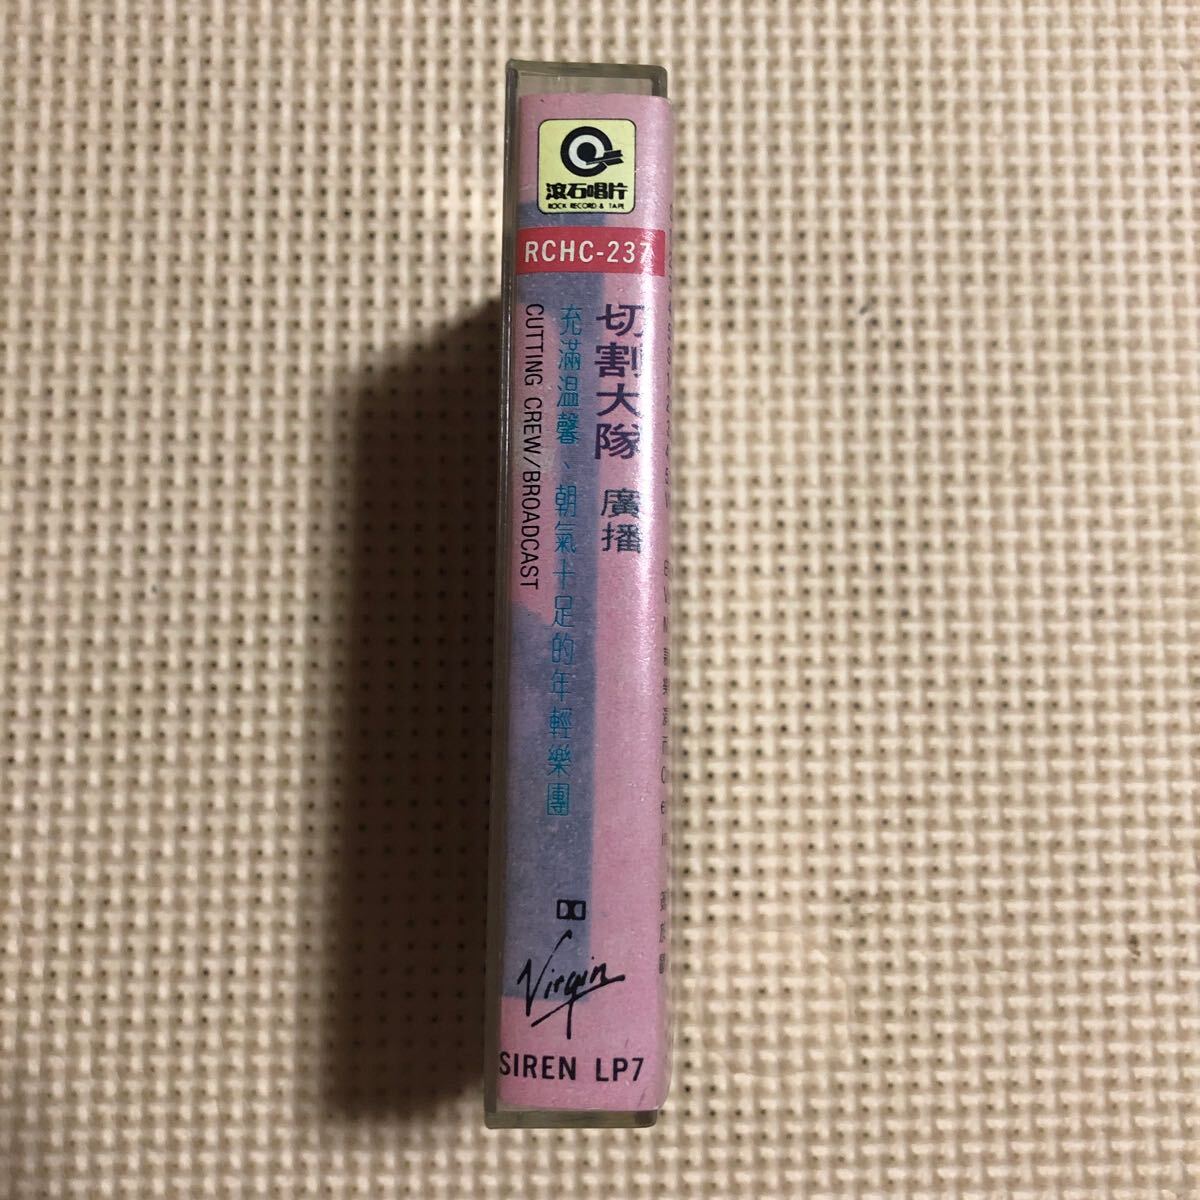 滾石唱片
ROCK RECORD & TAPE
RCHC-237
切割大隊 廣播
充滿溫馨、朝氣十足的年輕樂團
CUTTING CREW/BROADCAST
Virgin
SIREN LP7